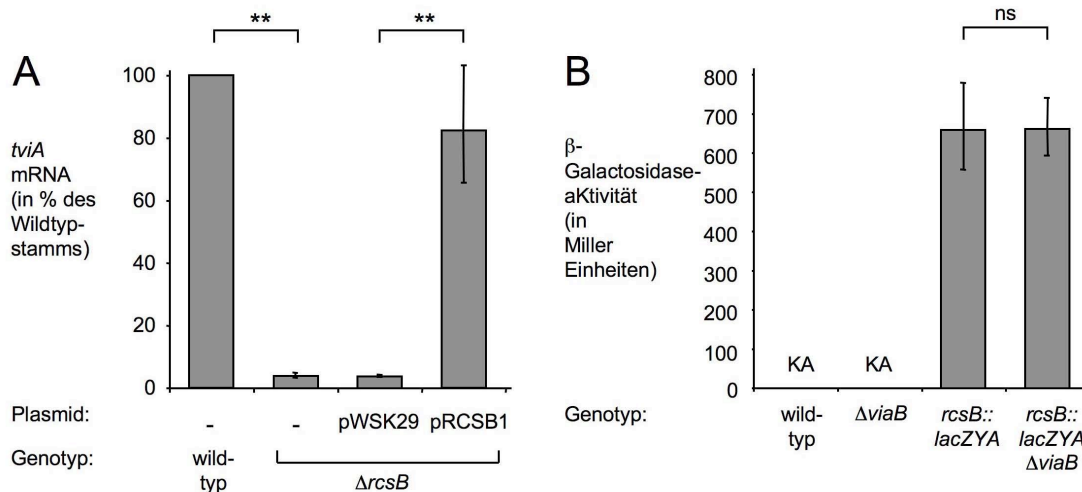 **
**
A
100
80
60
40
20
0
tviA
mRNA
(in % des
Wildtyp-
stamms)
Plasmid:
-
-
pWSK29
pRCSB1
Genotyp:
wild-
typ
ΔrcsB
ns
B
800
700
600
500
400
300
200
100
0
β-
Galactosidase-
aKtivität
(in
Miller
Einheiten)
KA
KA
Genotyp:
wild-
typ
ΔviaB
rcsB::
lacZYA
rcsB::
lacZYA
ΔviaB